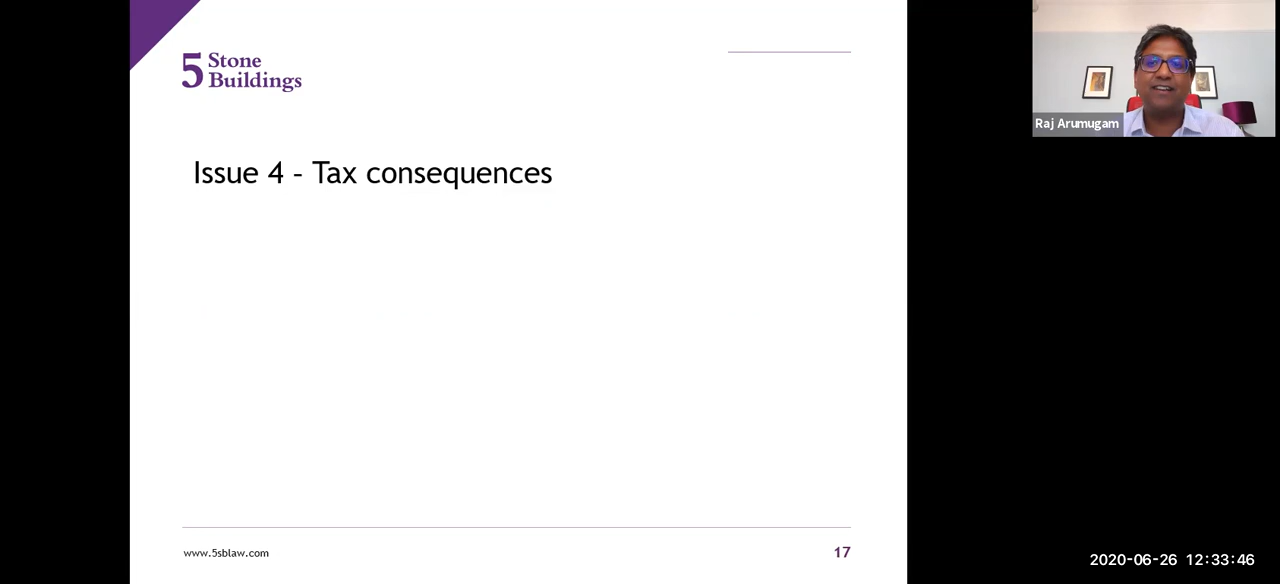 5 Stone
Buildings
Raj Arumugam
Issue 4 - Tax consequences
www.5sblaw.com
17
2020-06-26 12:33:46